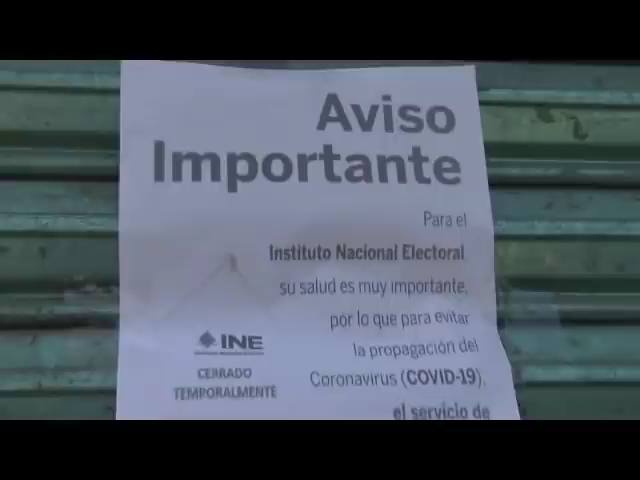 Aviso
Importante
Para el
Instituto Nacional Electoral
su salud es muy importante,
por lo que para evitar
la propagación del
Coronavirus (COVID-19),
el servicio de
INE
CERRADO
TEMPORALMENTE